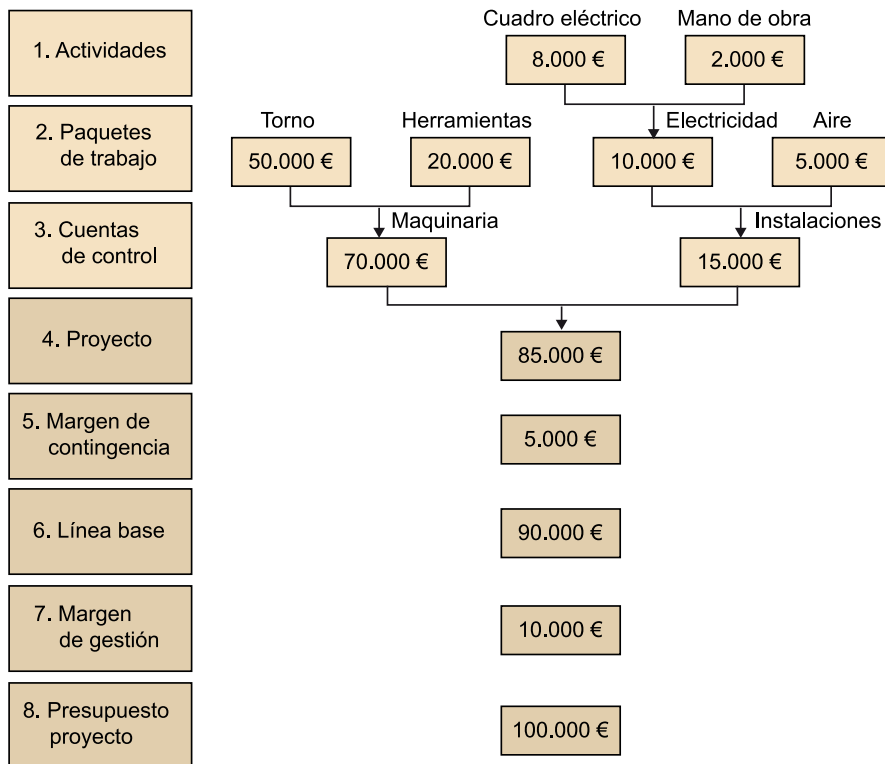 Cuadro eléctrico Mano de obra
1. Actividades
8.000 € 2.000 €
Torno Herramientas Electricidad Aire
2. Paquetes
de trabajo
50.000 € 20.000 € 10.000 € 5.000 €
Maquinaria Instalaciones
3. Cuentas
de control
70.000 € 15.000 €
4. Proyecto
85.000 €
5. Margen de
contingencia
5.000 €
6. Línea base
90.000 €
7. Margen
de gestión
10.000 €
8. Presupuesto
proyecto
100.000 €